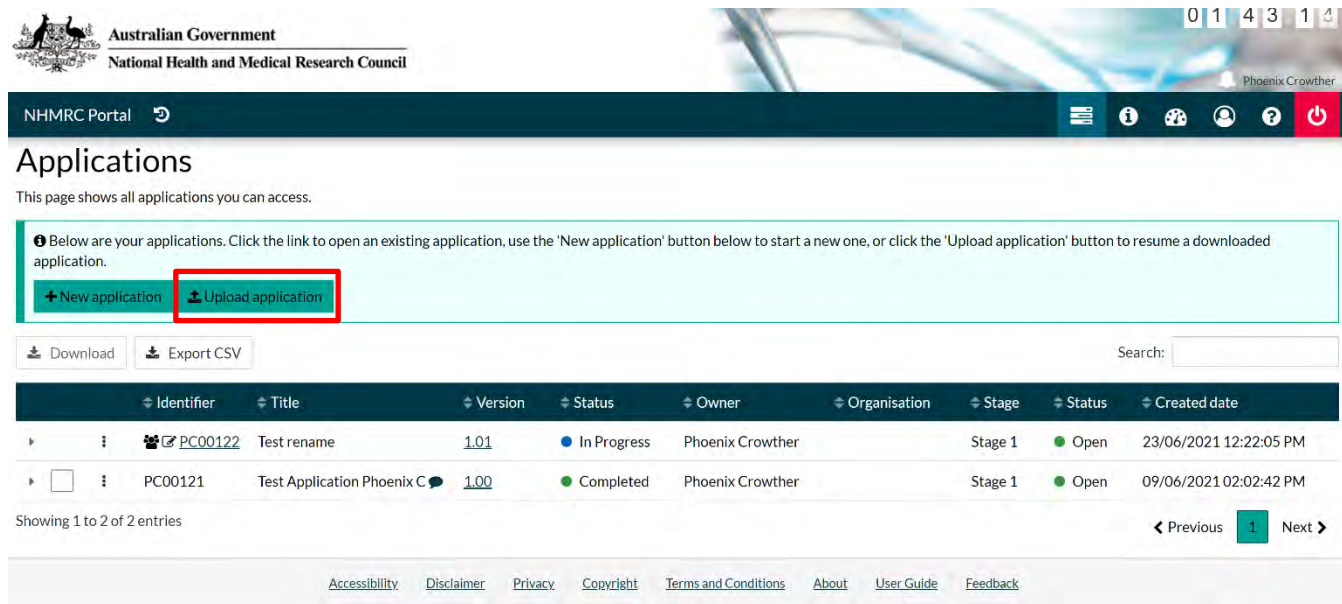 Australian Government
National Health and Medical Research Council
0 1 4 3 1
Phoenix Crowther
NHMRC Portal
Applications
This page shows all applications you can access.
Below are your applications. Click the link to open an existing application, use the 'New application' button below to start a new one, or click the 'Upload application' button to resume a downloaded
application.
New application Upload application
Download Export CSV Search:
Identifier Title Version Status Owner Organisation Stage Status Created date
PC00122 Test rename 1.01 In Progress Phoenix Crowther Stage 1 Open 23/06/2021 12:22:05 PM
PC00121 Test Application Phoenix C 1.00 Completed Phoenix Crowther Stage 1 Open 09/06/2021 02:02:42 PM
Showing 1 to 2 of 2 entries Previous 1 Next
Accessibility Disclaimer Privacy Copyright Terms and Conditions About User Guide Feedback